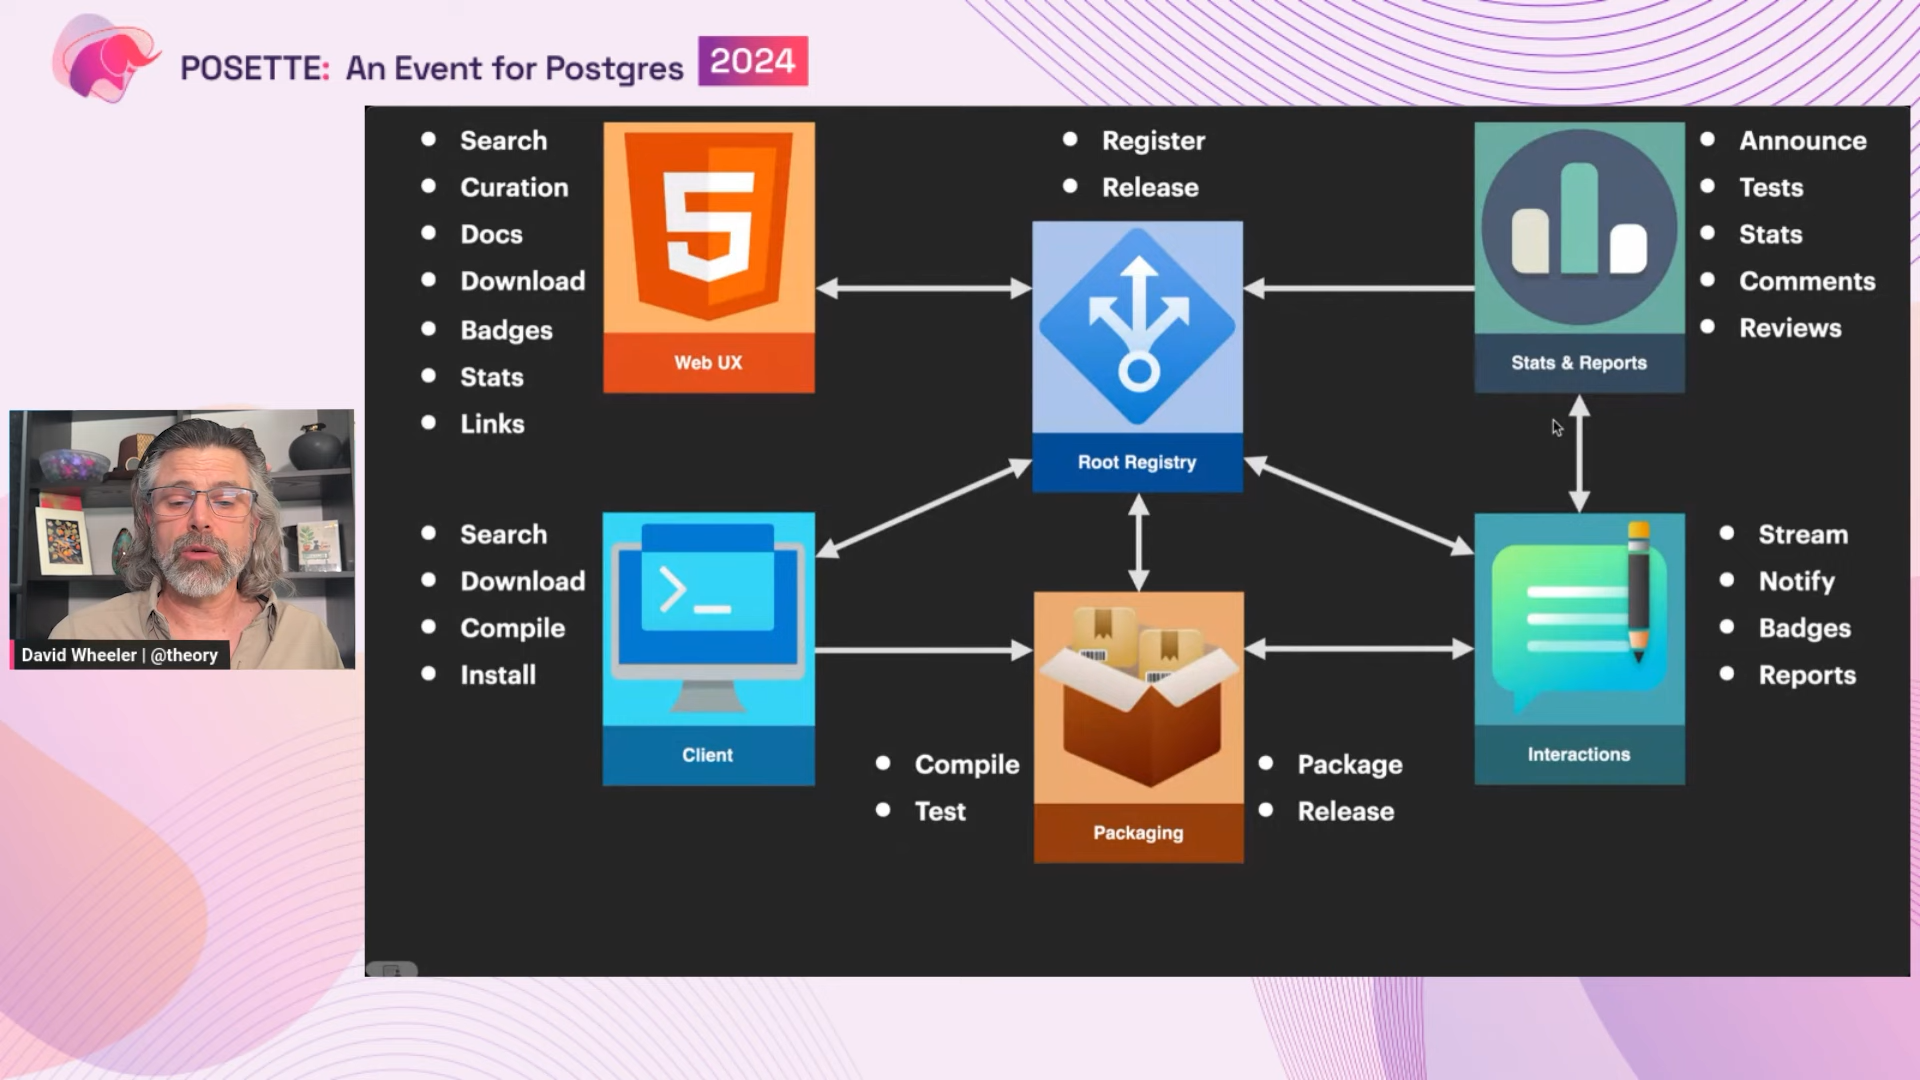 POSETTE: An Event for Postgres 2024
Search
Curation
Docs
Download
Badges
Stats
Links
Web UX
Register
Release
Root Registry
Stats & Reports
Announce
Tests
Stats
Comments
Reviews
David Wheeler | @theory
Search
Download
Compile
Install
Client
Compile
Test
Packaging
Package
Release
Interactions
Stream
Notify
Badges
Reports